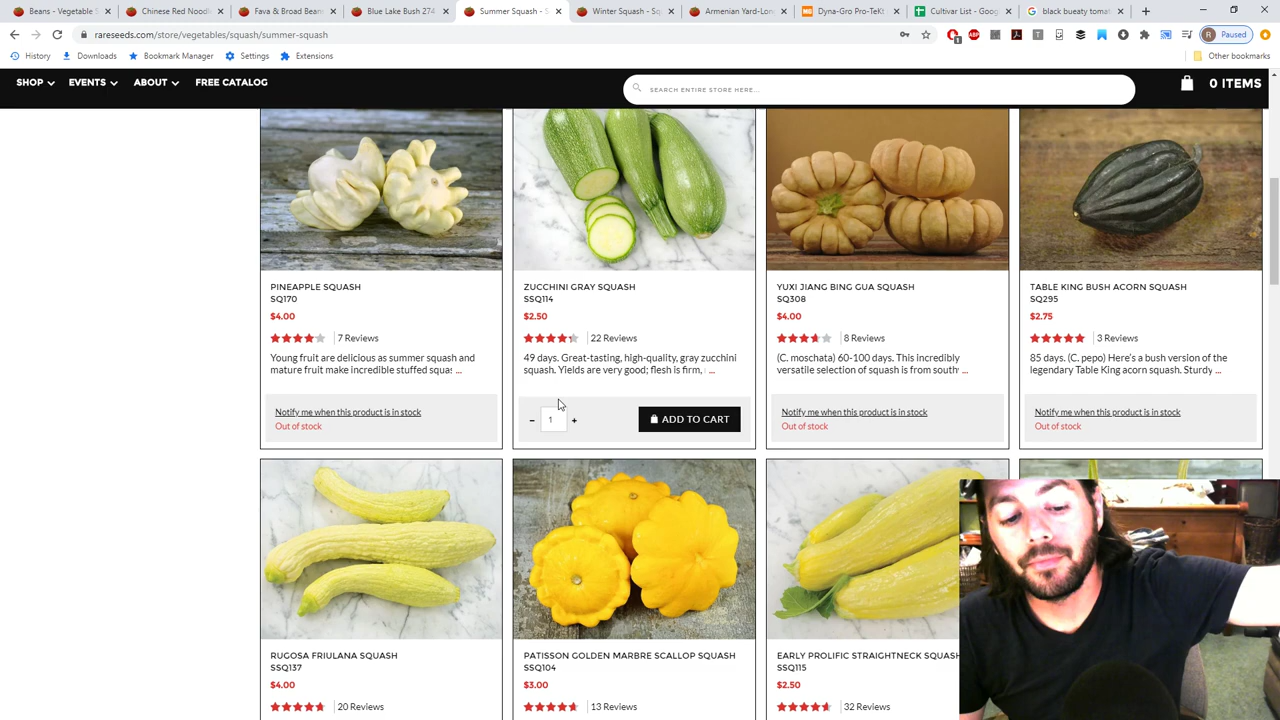 Beans - Vegetable S
Chinese Red Noodl
Fava & Broad Bean
Blue Lake Bush 274
Summer Squash - S
Winter Squash - Sq
Armenian Yard-Lon
Dyna-Gro Pro-TeKt
Cultivar List - Goog
black bueaty tomat
rareseeds.com/store/vegetables/squash/summer-squash
Paused
History
Downloads
Bookmark Manager
Settings
Extensions
Other bookmarks
SHOP
EVENTS
ABOUT
FREE CATALOG
SEARCH ENTIRE STORE HERE...
0 ITEMS
PINEAPPLE SQUASH
SQ170
$4.00
7 Reviews
Young fruit are delicious as summer squash and
mature fruit make incredible stuffed squa ...
Notify me when this product is in stock
Out of stock
ZUCCHINI GRAY SQUASH
SSQ114
$2.50
22 Reviews
49 days. Great-tasting, high-quality, gray zucchini
squash. Yields are very good; flesh is firm, ...
- 1 +
ADD TO CART
YUXI JIANG BING GUA SQUASH
SQ308
$4.00
8 Reviews
(C. moschata) 60-100 days. This incredibly
versatile selection of squash is from south ...
Notify me when this product is in stock
Out of stock
TABLE KING BUSH ACORN SQUASH
SQ295
$2.75
3 Reviews
85 days. (C. pepo) Here's a bush version of the
legendary Table King acorn squash. Sturdy ...
Notify me when this product is in stock
Out of stock
RUGOSA FRIULANA SQUASH
SSQ137
$4.00
20 Reviews
PATISSON GOLDEN MARBRE SCALLOP SQUASH
SSQ104
$3.00
13 Reviews
EARLY PROLIFIC STRAIGHTNECK SQUASH
SSQ115
$2.50
32 Reviews